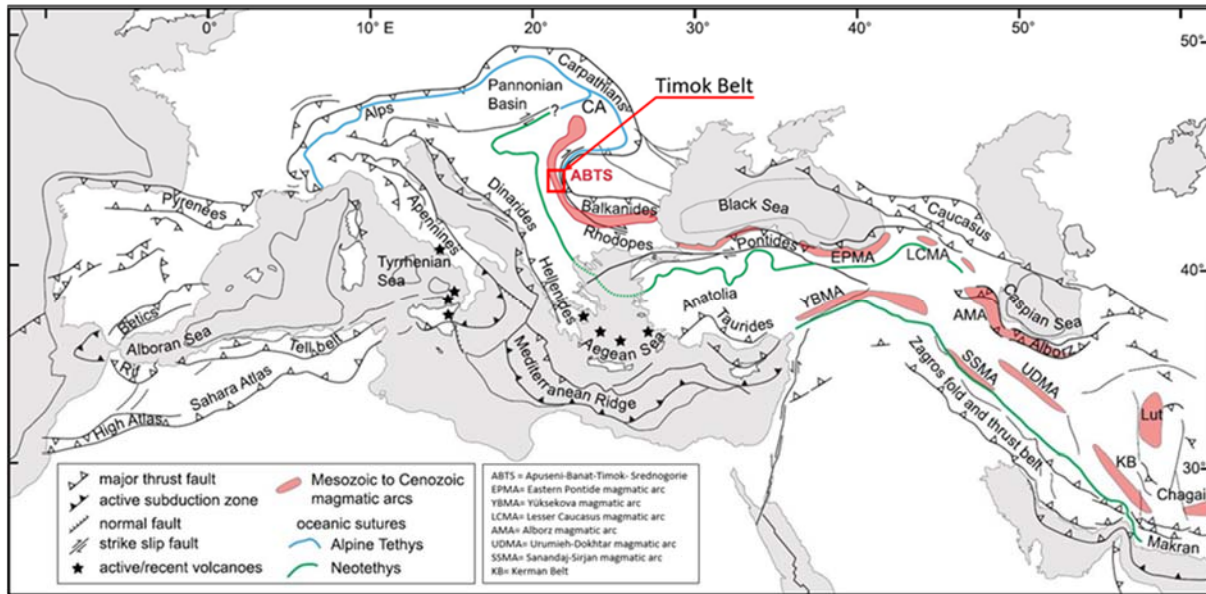 0°
10° E
20°
30°
40°
50°
50°
Timok Belt
Carpathians
Pannonian
Basin
?
CA
Alps
ABTS
Pyrenees
Apennines
Dinarides
Balkanides
Black Sea
Caucasus
Rhodopes
Pontides
EPMA
LCMA
40°
Tyrrhenian
Sea
Hellenides
Anatolia
YBMA
AMA
Caspian Sea
Betics
Alboran Sea
Tell belt
Aegean Sea
Taurides
Alborz
Rif
Mediterranean Ridge
Zagros fold and thrust belt
SSMA
UDMA
Sahara Atlas
High Atlas
Lut
KB
30°
Chagai
Makran
major thrust fault
active subduction zone
normal fault
strike slip fault
active/recent volcanoes
Mesozoic to Cenozoic
magmatic arcs
oceanic sutures
Alpine Tethys
Neotethys
ABTS = Apuseni-Banat-Timok- Srednogorie
EPMA= Eastern Pontide magmatic arc
YBMA= Yüksekova magmatic arc
LCMA= Lesser Caucasus magmatic arc
AMA= Alborz magmatic arc
UDMA= Urumieh-Dokhtar magmatic arc
SSMA= Sanandaj-Sirjan magmatic arc
KB= Kerman Belt